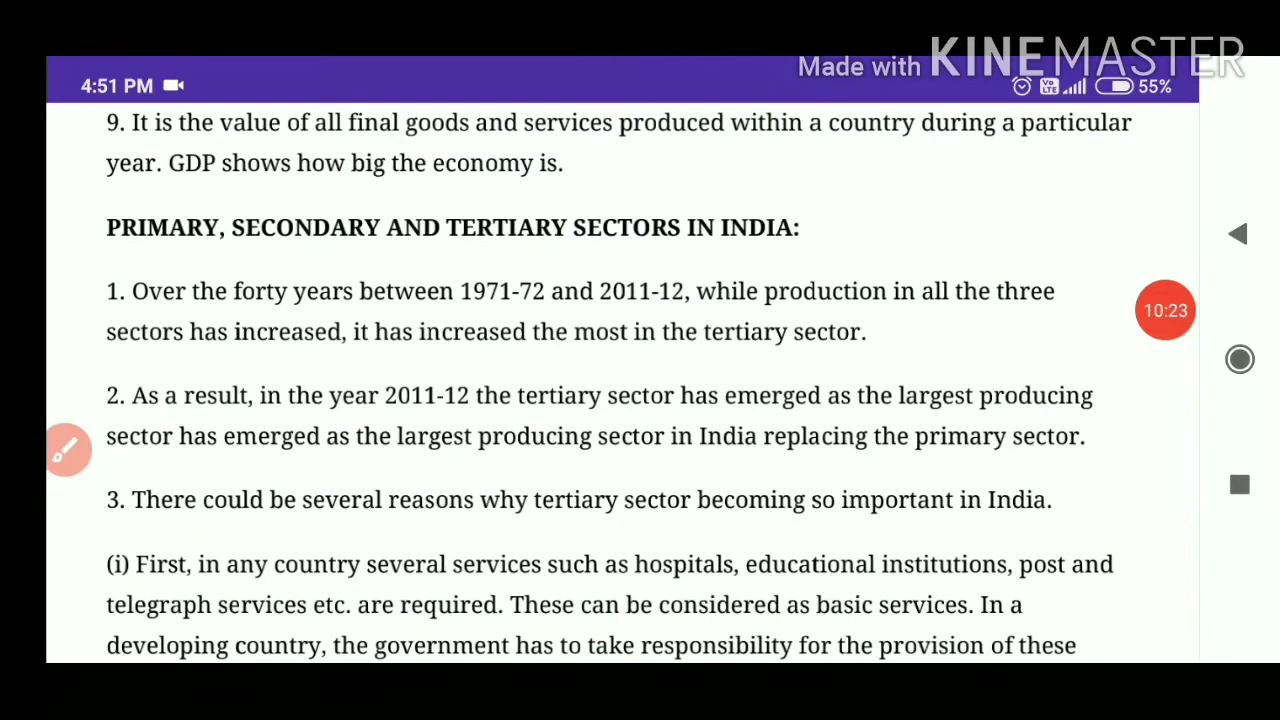 Made with KINEMASTER
4:51 PM
Vo LTE
55%
9. It is the value of all final goods and services produced within a country during a particular
year. GDP shows how big the economy is.
PRIMARY, SECONDARY AND TERTIARY SECTORS IN INDIA:
1. Over the forty years between 1971-72 and 2011-12, while production in all the three
10:23
sectors has increased, it has increased the most in the tertiary sector.
2. As a result, in the year 2011-12 the tertiary sector has emerged as the largest producing
sector has emerged as the largest producing sector in India replacing the primary sector.
3. There could be several reasons why tertiary sector becoming so important in India.
(i) First, in any country several services such as hospitals, educational institutions, post and
telegraph services etc. are required. These can be considered as basic services. In a
developing country, the government has to take responsibility for the provision of these